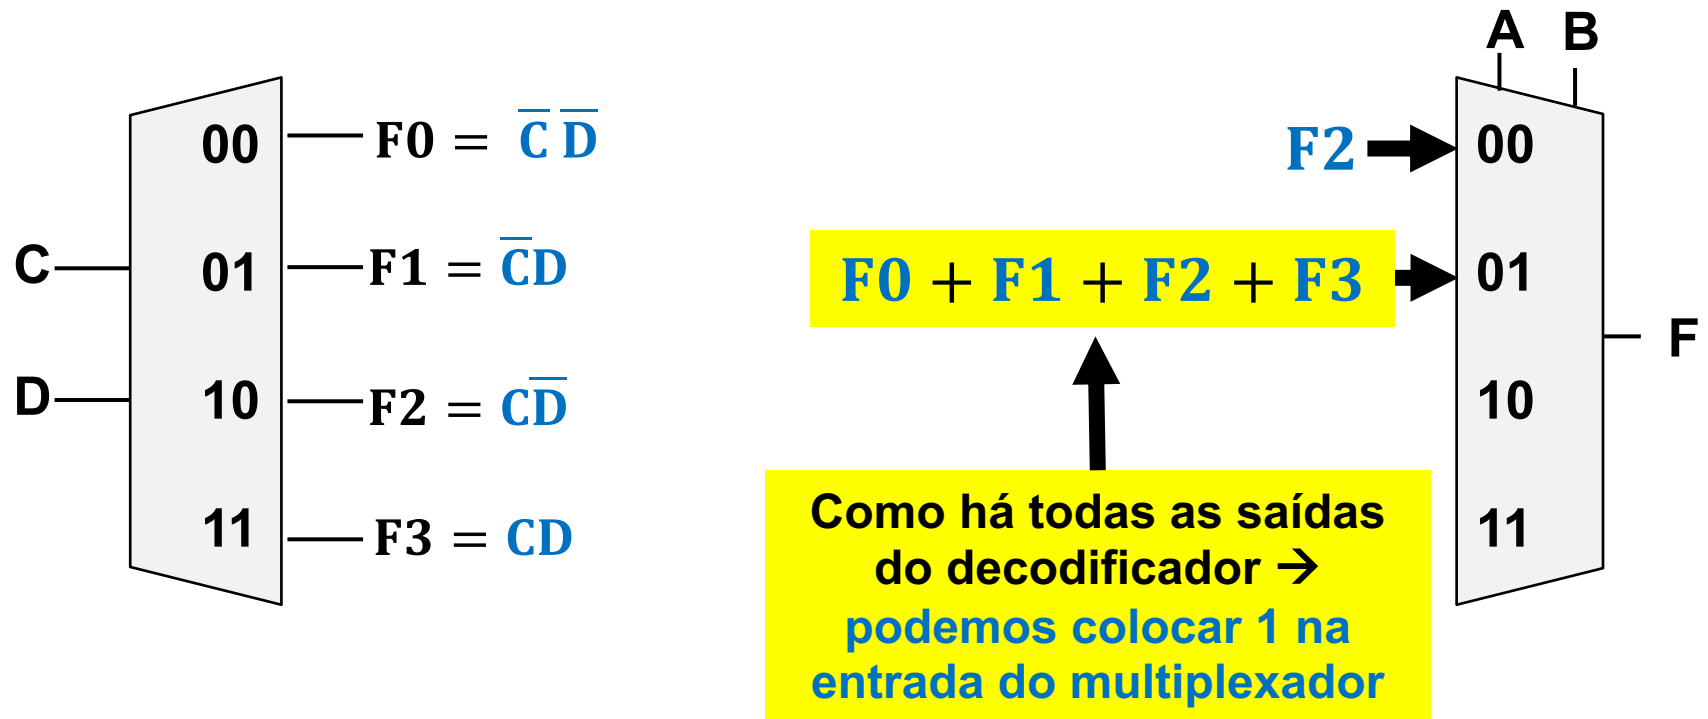 A B
00 F0 = C̅ D̅
F2 00
C 01 F1 = C̅D
F0 + F1 + F2 + F3 01
F
D 10 F2 = CD̅
10
11 F3 = CD
11
Como há todas as saídas
do decodificador →
podemos colocar 1 na
entrada do multiplexador